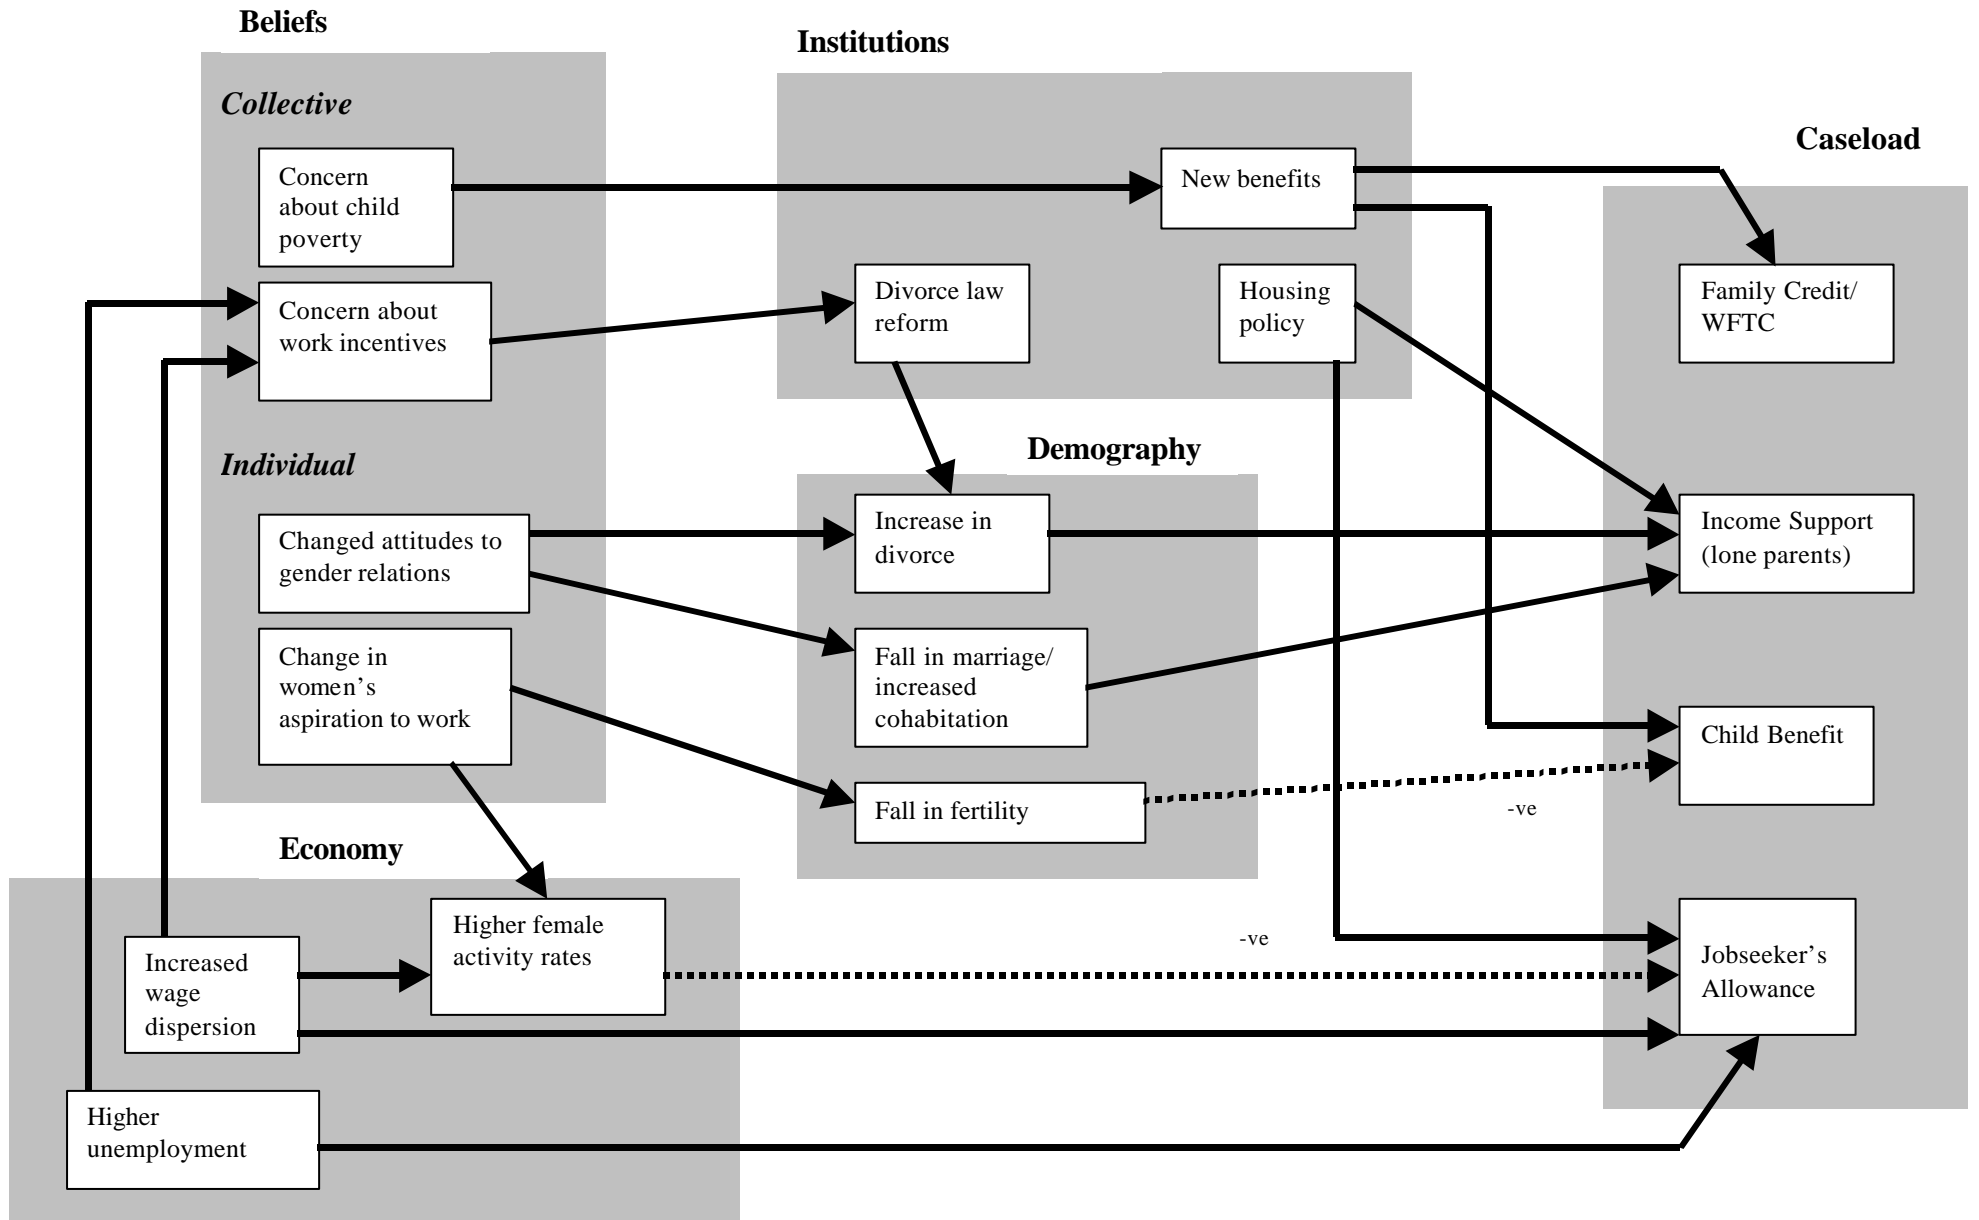 Beliefs
Collective
Concern
about child
poverty
Concern about
work incentives
Individual
Changed attitudes to
gender relations
Change in
women’s
aspiration to work
Economy
Higher female
activity rates
Increased
wage
dispersion
Higher
unemployment
Institutions
New benefits
Divorce law
reform
Housing
policy
Demography
Increase in
divorce
Fall in marriage/
increased
cohabitation
Fall in fertility
-ve
-ve
Caseload
Family Credit/
WFTC
Income Support
(lone parents)
Child Benefit
Jobseeker’s
Allowance